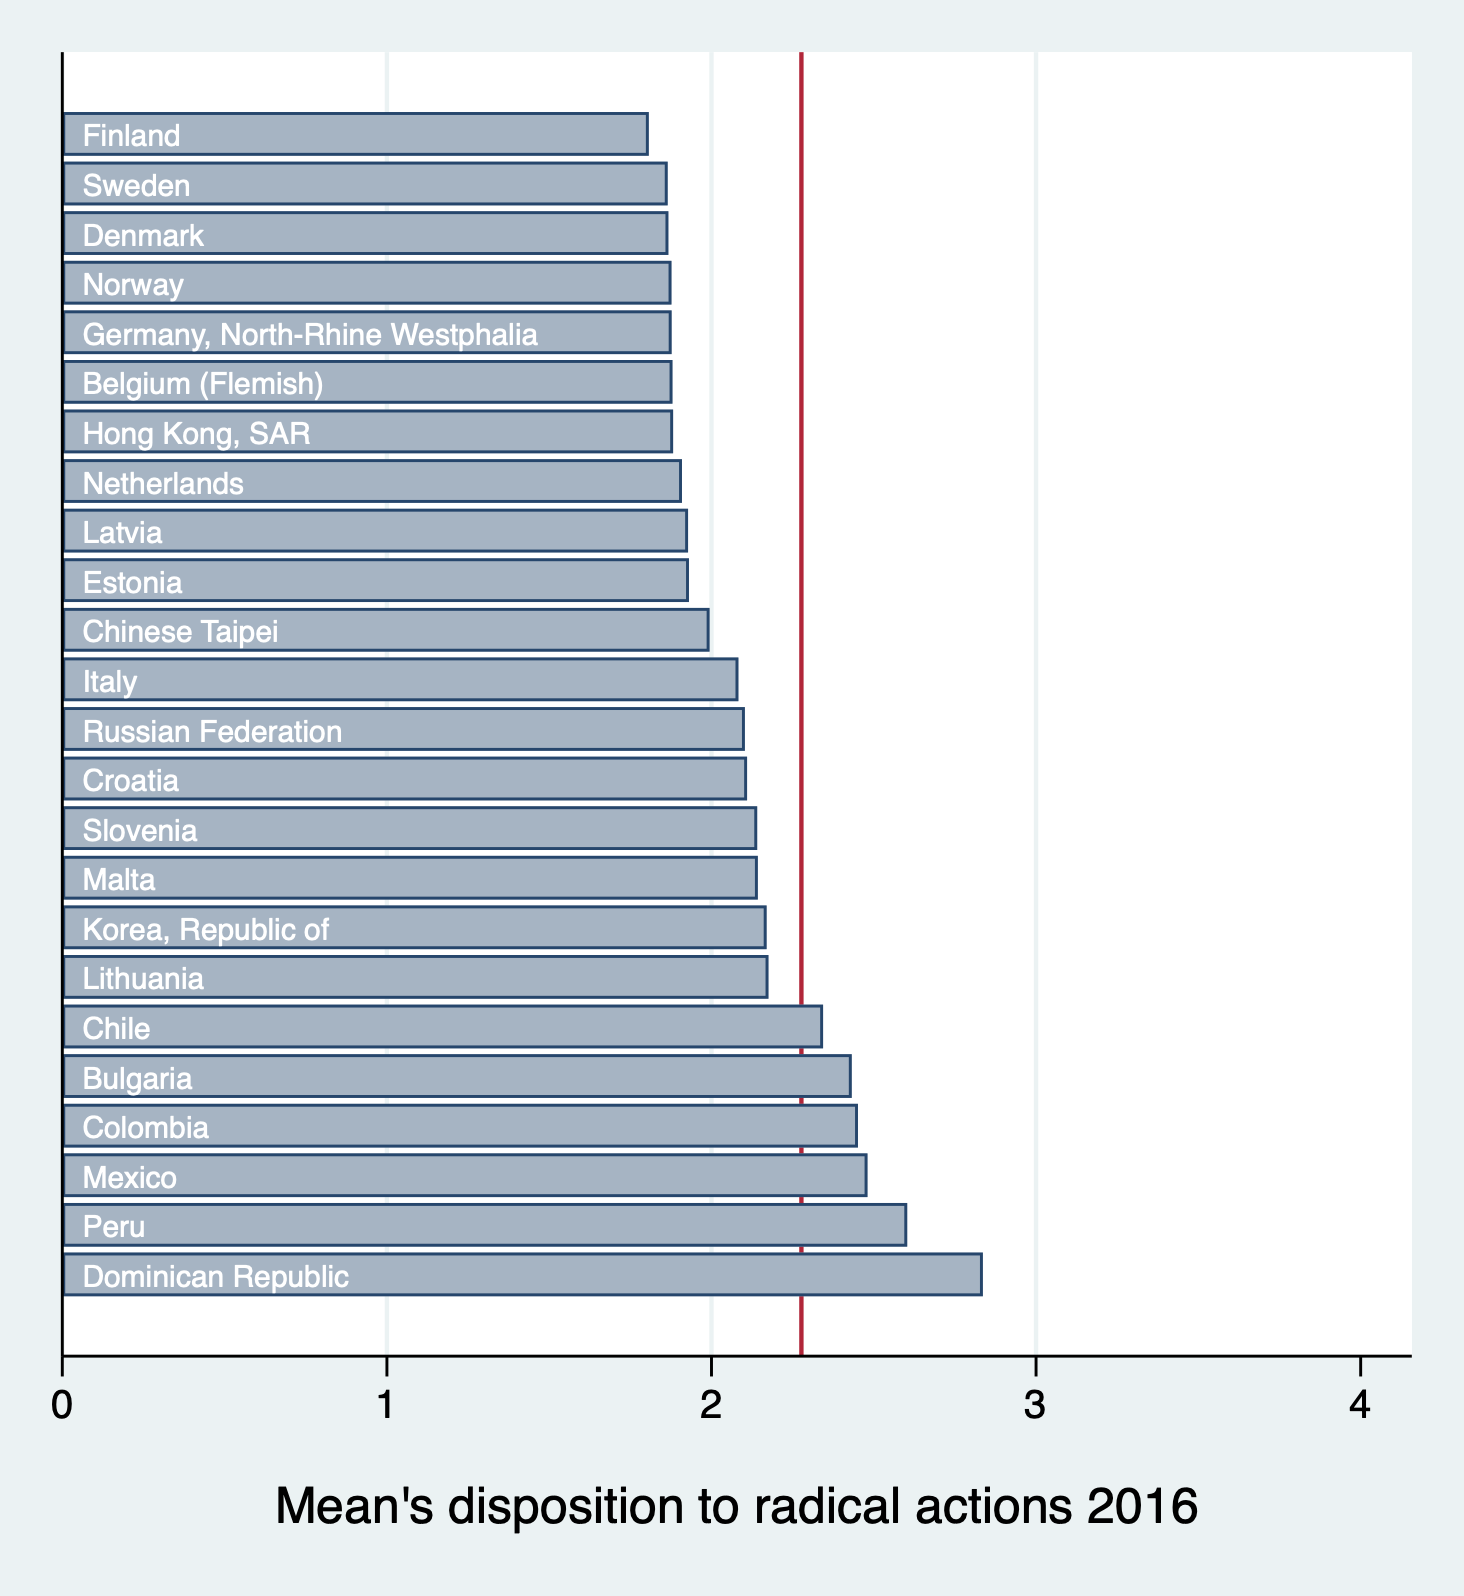 Finland
Sweden
Denmark
Norway
Germany, North-Rhine Westphalia
Belgium (Flemish)
Hong Kong, SAR
Netherlands
Latvia
Estonia
Chinese Taipei
Italy
Russian Federation
Croatia
Slovenia
Malta
Korea, Republic of
Lithuania
Chile
Bulgaria
Colombia
Mexico
Peru
Dominican Republic
0 1 2 3 4
Mean's disposition to radical actions 2016